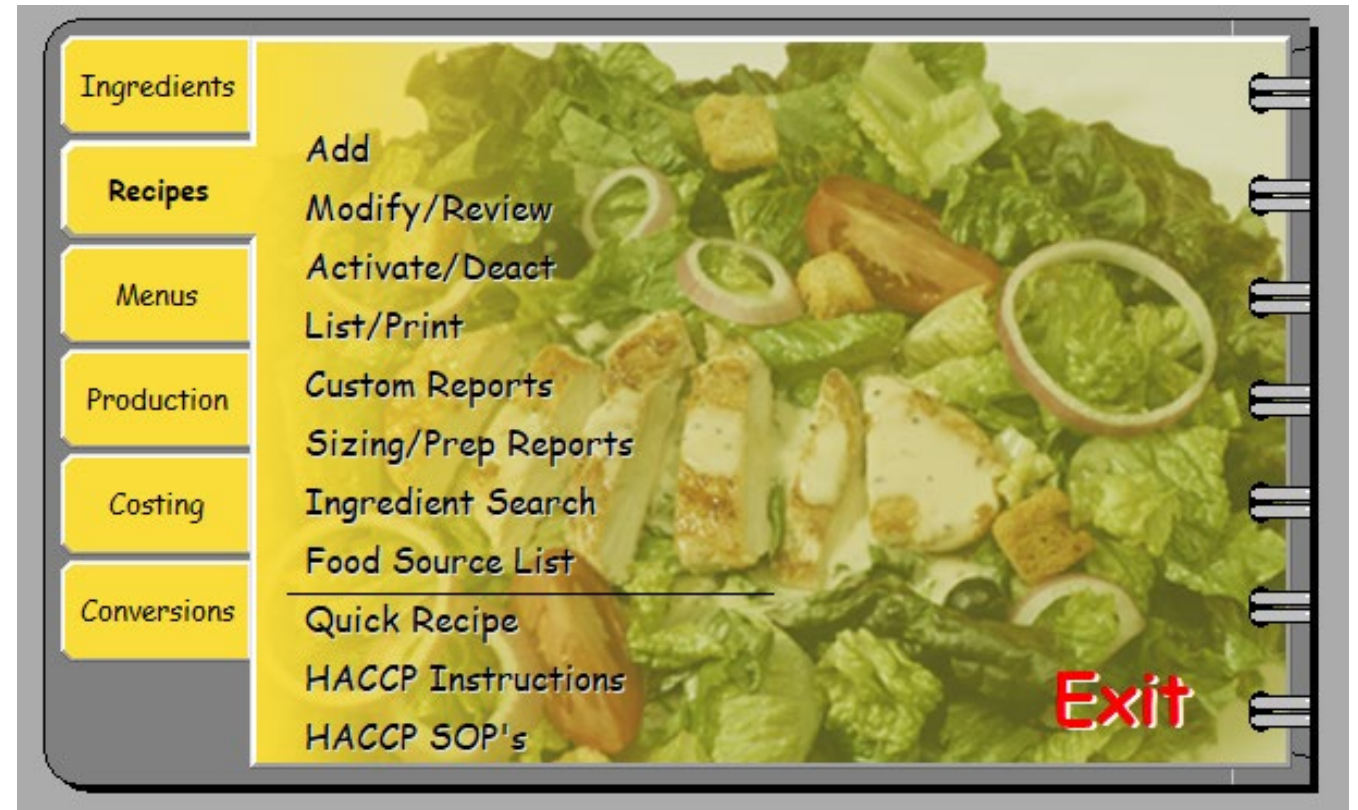 Ingredients
Recipes
Menus
Production
Costing
Conversions
Add
Modify/Review
Activate/Deact
List/Print
Custom Reports
Sizing/Prep Reports
Ingredient Search
Food Source List
Quick Recipe
HACCP Instructions
HACCP SOP's
Exit